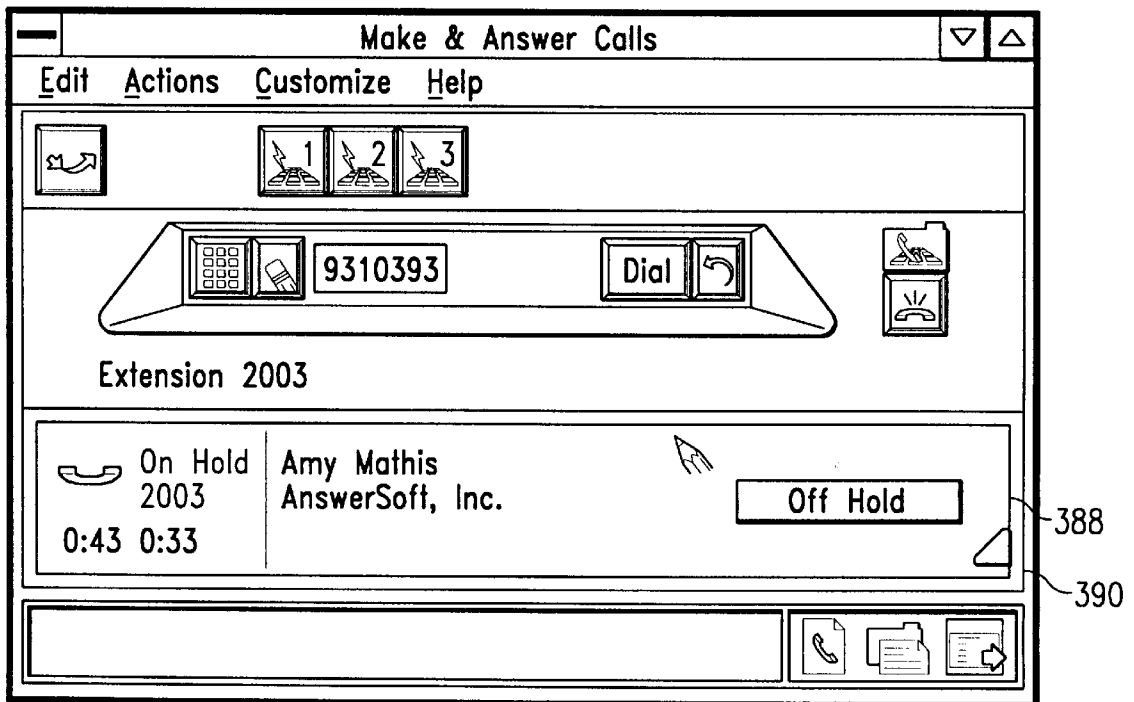 Make & Answer Calls
Edit Actions Customize Help
1 2 3
9310393 Dial
Extension 2003
On Hold
2003
0:43 0:33
Amy Mathis
AnswerSoft, Inc.
Off Hold
388
390